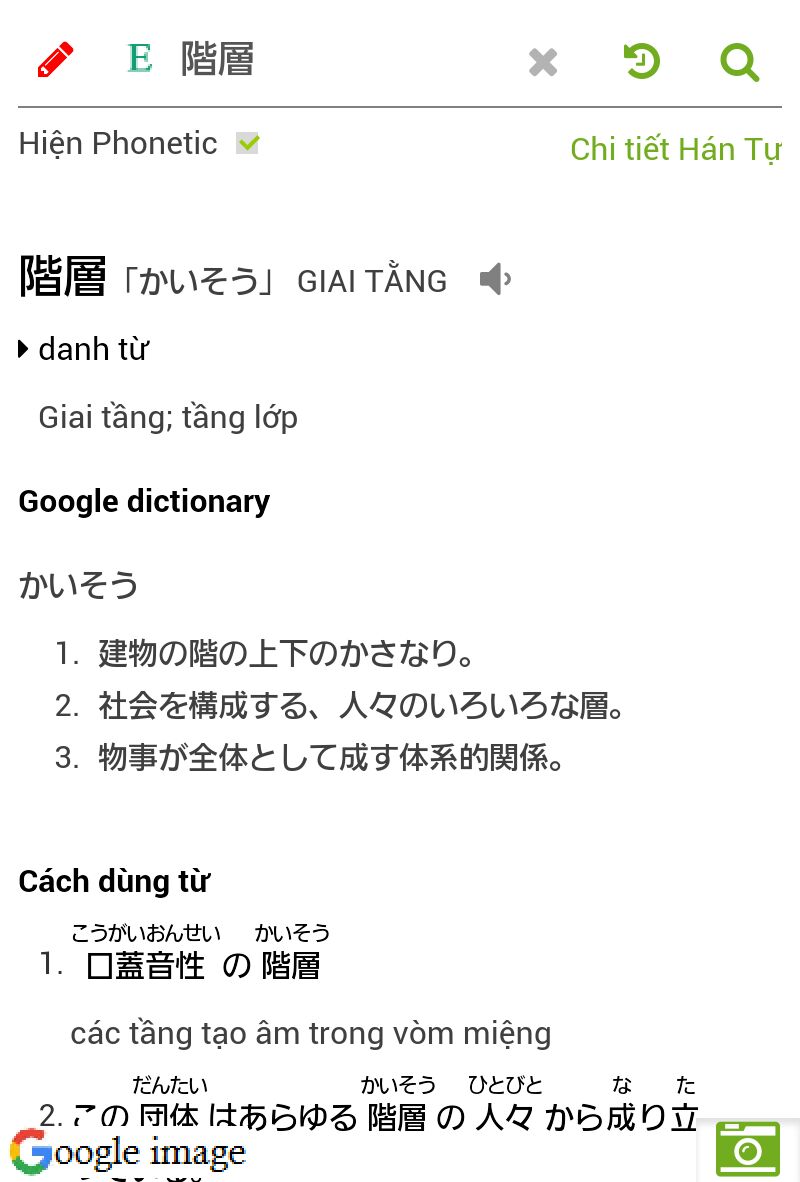 E 階層
Hiện Phonetic
Chi tiết Hán Tự
階層「かいそう」 GIAI TẰNG
danh từ
Giai tầng; tầng lớp
Google dictionary
かいそう
1. 建物の階の上下のかさなり。
2. 社会を構成する、人々のいろいろな層。
3. 物事が全体として成す体系的関係。
Cách dùng từ
こうがいおんせい かいそう
1. 口蓋音性 の 階層
các tầng tạo âm trong vòm miệng
だんたい かいそう ひとびと な た
2. この 団体 はあらゆる 階層 の 人々 から 成り立
Google image